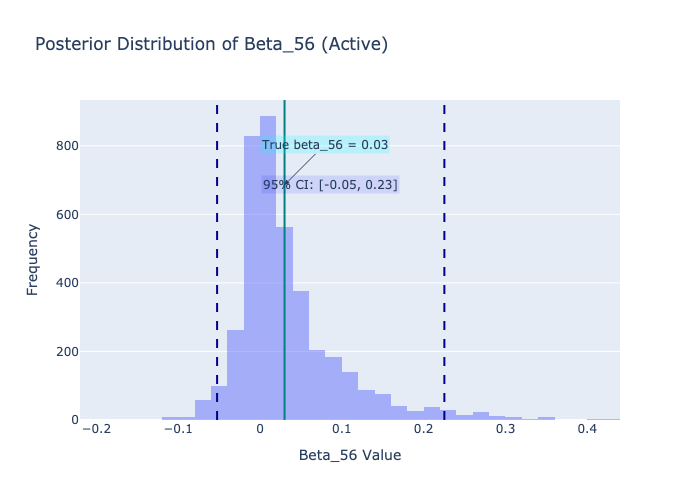 Posterior Distribution of Beta_56 (Active)
800
600
400
200
0
Frequency
True beta_56 = 0.03
95% CI: [-0.05, 0.23]
−0.2
−0.1
0
0.1
0.2
0.3
0.4
Beta_56 Value